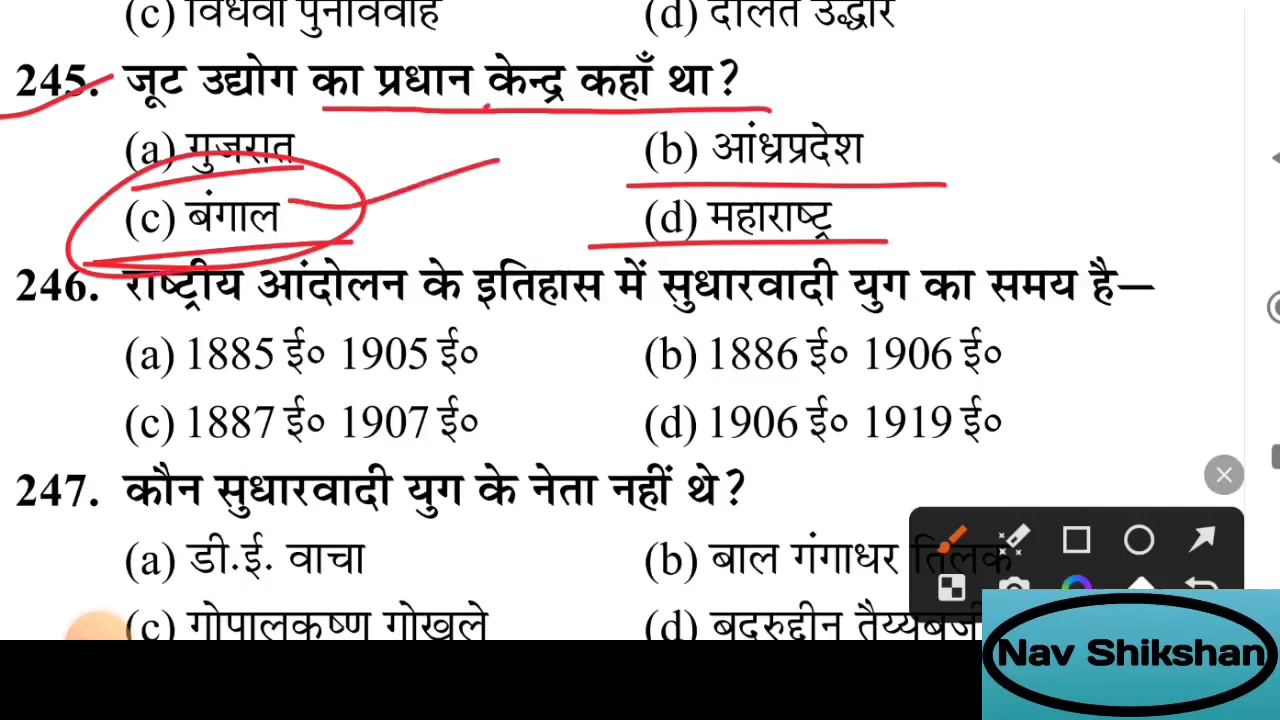 (c) विधवा पुनर्विवाह (d) दलित उद्धार
245. जूट उद्योग का प्रधान केन्द्र कहाँ था?
(a) गुजरात (b) आंध्रप्रदेश
(c) बंगाल (d) महाराष्ट्र
246. राष्ट्रीय आंदोलन के इतिहास में सुधारवादी युग का समय है—
(a) 1885 ई० 1905 ई० (b) 1886 ई० 1906 ई०
(c) 1887 ई० 1907 ई० (d) 1906 ई० 1919 ई०
247. कौन सुधारवादी युग के नेता नहीं थे?
(a) डी.ई. वाचा (b) बाल गंगाधर तिलक
(c) गोपालकृष्ण गोखले (d) बदरुद्दीन तैय्यबजी
Nav Shikshan